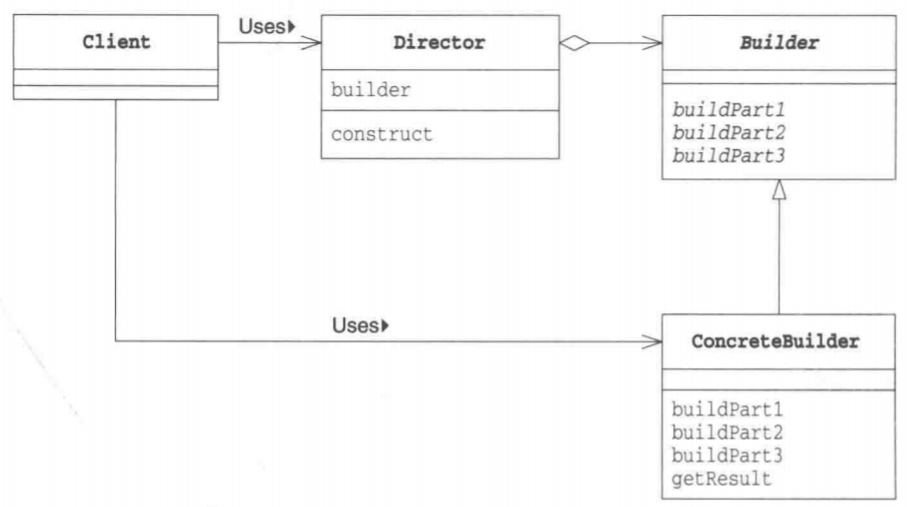 Uses▶
Client
Director
Builder
builder
construct
buildPart1
buildPart2
buildPart3
Uses▶
ConcreteBuilder
buildPart1
buildPart2
buildPart3
getResult